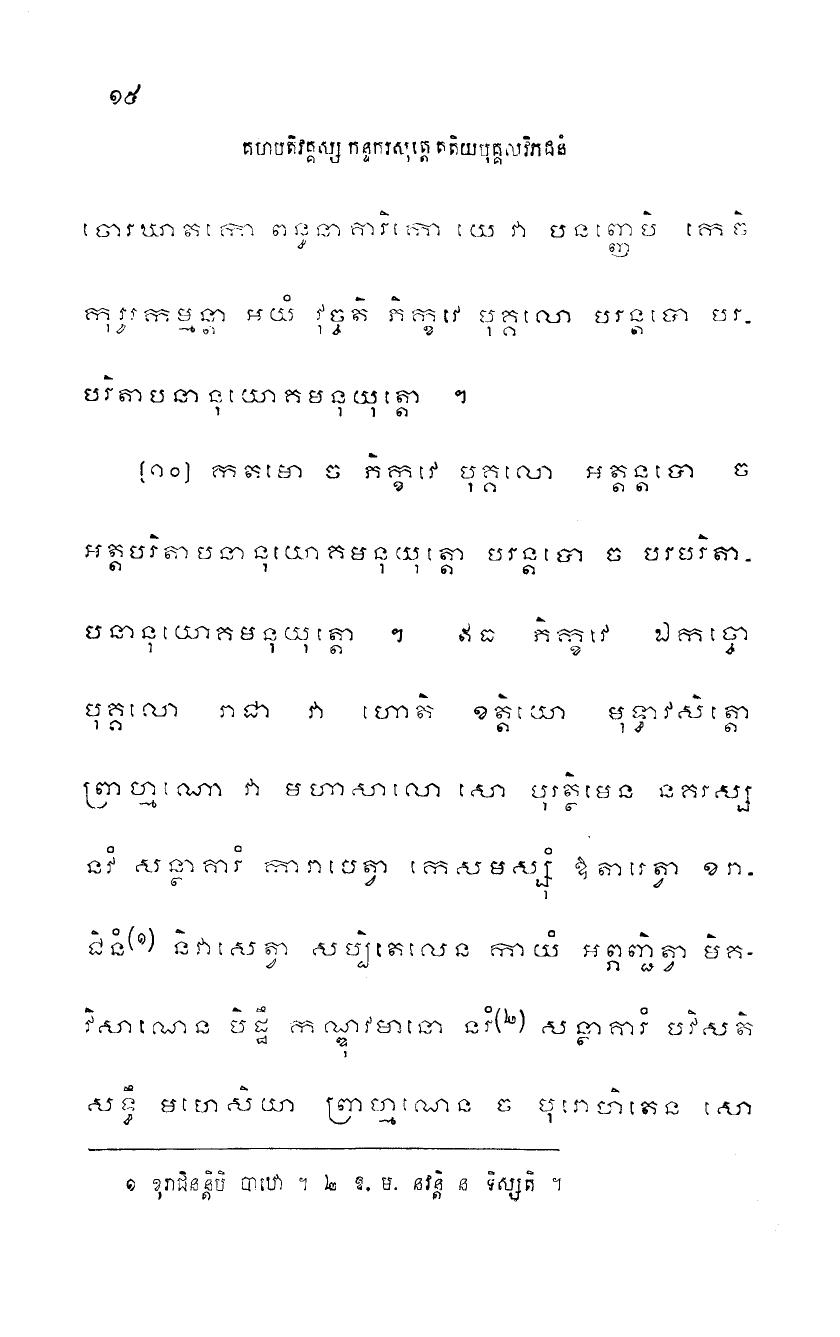 ១៥
គហបតិវគ្គស្ស កន្ទករសុត្តេ តតិយបុគ្គលវិភជនំ
ចោរឃាតកោ ពន្ធនាគារិកោ យេ វា បនញ្ញេបិ កេចិ
កុរូរកម្មន្តា អយំ វុច្ចតិ ភិក្ខវេ បុគ្គលោ បរន្តទោ បរ-
បរិតាបនានុយោគមនុយុត្តោ ។
[១០] កតមោ ច ភិក្ខវេ បុគ្គលោ អត្តន្តទោ ច
អត្តបរិតាបនានុយោគមនុយុត្តោ បរន្តទោ ច បរបរិតា-
បនានុយោគមនុយុត្តោ ។ ឥធ ភិក្ខវេ ឯកច្ចោ
បុគ្គលោ រាជា វា ហោតិ ខត្តិយោ មុទ្ធាវសិត្តោ
ព្រាហ្មណោ វា មហាសាលោ សោ បុរត្ថិមេន នគរស្ស
នវំ សន្ថាគារំ ការាបេត្វា កេសមស្សុំ ឱតារេត្វា ខរា-
ជិនំ(១) និវាសេត្វា សប្បិតេលេន កាយំ អព្ភញ្ជិត្វា មិគ-
វិសាណេន បិដ្ឋឹ កណ្ឌុវមានោ នវំ(២) សន្ថាគារំ បវិសតិ
សទ្ធឹ មហេសិយា ព្រាហ្មណេន ច បុរោហិតេន សោ
១ ខុរាជិនន្តិបិ បាឋោ ។ ២ ឱ. ម. នវន្តិ ន ទិស្សតិ ។